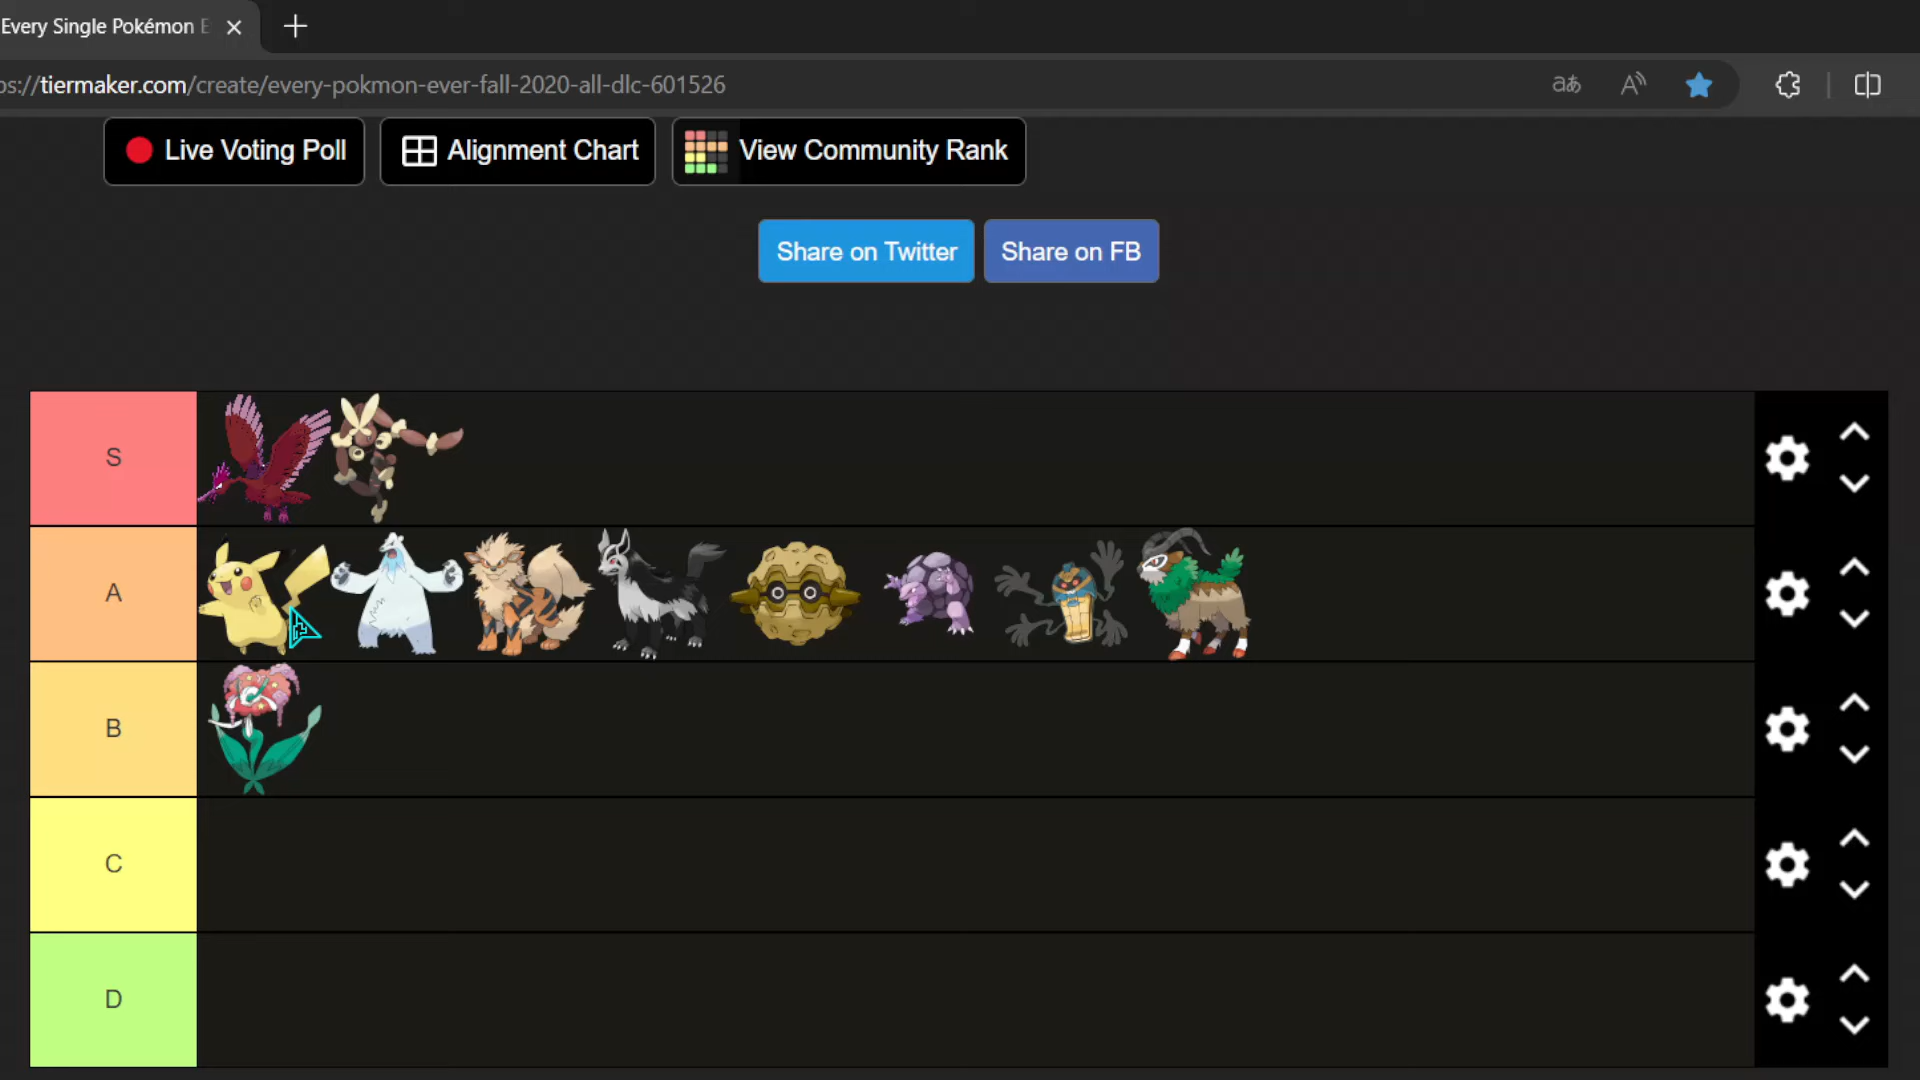 Every Single Pokémon E
ps://tiermaker.com/create/every-pokmon-ever-fall-2020-all-dlc-601526
aあ
A
Live Voting Poll
Alignment Chart
View Community Rank
Share on Twitter
Share on FB
S
A
B
C
D